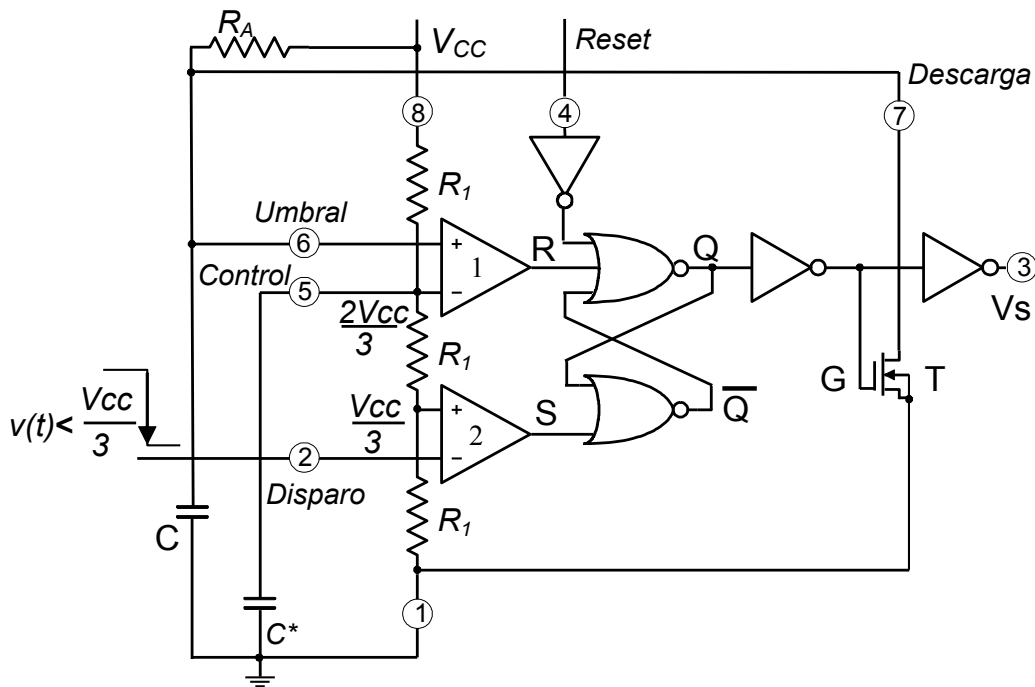 R_A
V_CC
Reset
Descarga
8
4
7
R_1
Umbral
6
+
1
R
Q
3
Vs
Control
5
−
2Vcc
3
R_1
G
T
Vcc
3
v(t)<
Vcc
3
+
2
S
Q̅
2
−
Disparo
C
R_1
1
C*